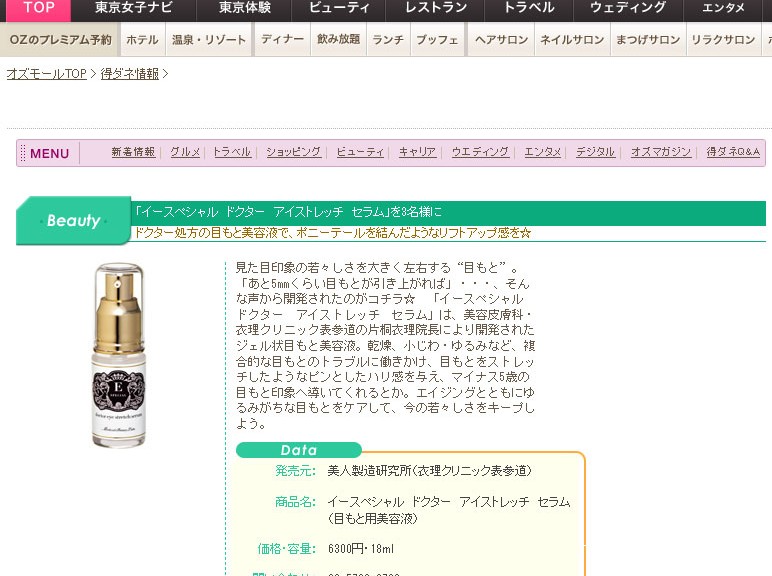 TOP 東京女子ナビ 東京体験 ビューティ レストラン トラベル ウェディング エンタメ
OZのプレミアム予約 ホテル 温泉・リゾート ディナー 飲み放題 ランチ ブッフェ ヘアサロン ネイルサロン まつげサロン リラクサロン
オズモールTOP > 得ダネ情報 >
MENU 新着情報 グルメ トラベル ショッピング ビューティ キャリア ウエディング エンタメ デジタル オズマガジン 得ダネQ&A
Beauty
「イースペシャル ドクター アイストレッチ セラム」を3名様に
ドクター処方の目もと美容液で、ポニーテールを結んだようなリフトアップ感を☆
見た目印象の若々しさを大きく左右する“目もと”。
「あと5㎜くらい目もとが引き上がれば」・・・、そん
な声から開発されたのがコチラ☆ 「イースペシャル
ドクター アイストレッチ セラム」は、美容皮膚科・
衣理クリニック表参道の片桐衣理院長により開発された
ジェル状目もと美容液。乾燥、小じわ・ゆるみなど、複
合的な目もとのトラブルに働きかけ、目もとをストレッ
チしたようなピンとしたハリ感を与え、マイナス5歳の
目もと印象へ導いてくれるとか。エイジングとともにゆ
るみがちな目もとをケアして、今の若々しさをキープし
よう。
E
SPECIAL
Data
発売元： 美人製造研究所（衣理クリニック表参道）
商品名： イースペシャル ドクター アイストレッチ セラム
（目もと用美容液）
価格・容量： 6300円・18ml